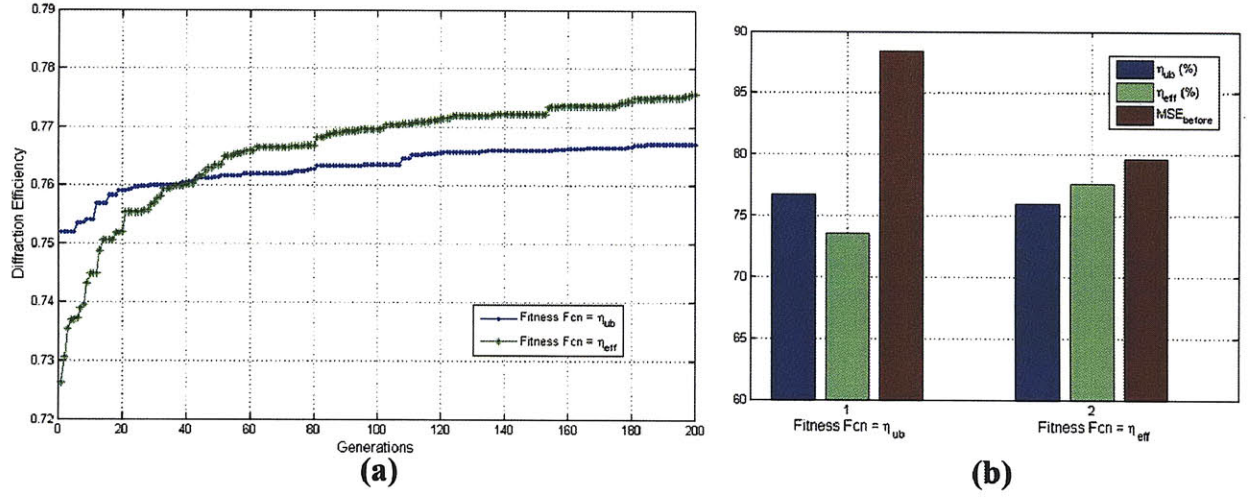 0.79
0.78
0.77
0.76
0.75
0.74
0.73
0.72
Diffraction Efficiency
0 20 40 60 80 100 120 140 160 180 200
Generations
Fitness Fcn = η_ub
Fitness Fcn = η_eff
(a)
90
85
80
75
70
65
60
η_ub (%)
η_eff (%)
MSE_before
1 2
Fitness Fcn = η_ub Fitness Fcn = η_eff
(b)